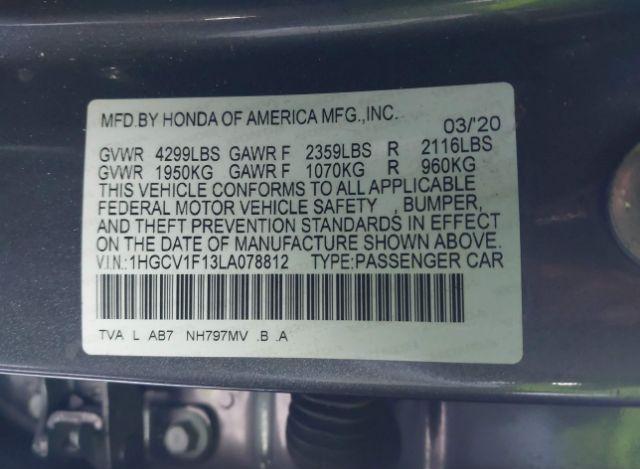 MFD.BY HONDA OF AMERICA MFG.,INC. 03/'20
GVWR 4299LBS GAWR F 2359LBS R 2116LBS
GVWR 1950KG GAWR F 1070KG R 960KG
THIS VEHICLE CONFORMS TO ALL APPLICABLE
FEDERAL MOTOR VEHICLE SAFETY , BUMPER,
AND THEFT PREVENTION STANDARDS IN EFFECT
ON THE DATE OF MANUFACTURE SHOWN ABOVE.
V.I.N.:1HGCV1F13LA078812 TYPE:PASSENGER CAR
TVA L AB7 NH797MV .B .A